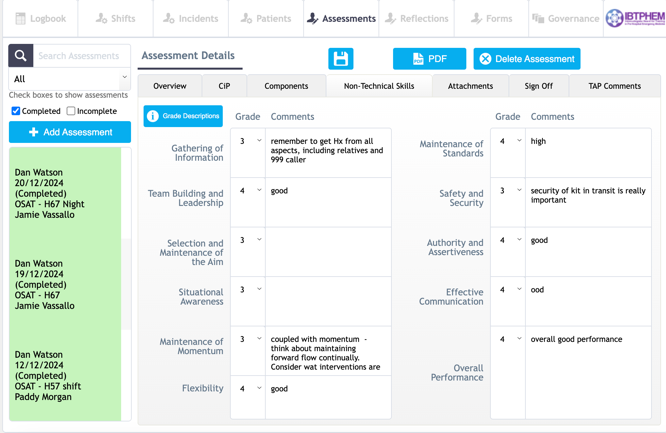 Logbook
Shifts
Incidents
Patients
Assessments
Reflections
Forms
Governance
IBTPHEM
Search Assessments
All
Check boxes to show assessments
Completed
Incomplete
Add Assessment
Dan Watson
20/12/2024
(Completed)
OSAT - H67 Night
Jamie Vassallo
Dan Watson
19/12/2024
(Completed)
OSAT - H67
Jamie Vassallo
Dan Watson
12/12/2024
(Completed)
OSAT - H57 shift
Paddy Morgan
Assessment Details
PDF
Delete Assessment
Overview
CiP
Components
Non-Technical Skills
Attachments
Sign Off
TAP Comments
Grade Descriptions
Grade
Comments
Gathering of
Information
3
remember to get Hx from all
aspects, including relatives and
999 caller
Team Building and
Leadership
4
good
Selection and
Maintenance of
the Aim
3
Situational
Awareness
3
Maintenance of
Momentum
3
coupled with momentum -
think about maintaining
forward flow continually.
Consider wat interventions are
Flexibility
4
good
Grade
Comments
Maintenance of
Standards
4
high
Safety and
Security
3
security of kit in transit is really
important
Authority and
Assertiveness
4
good
Effective
Communication
4
ood
Overall
Performance
4
overall good performance